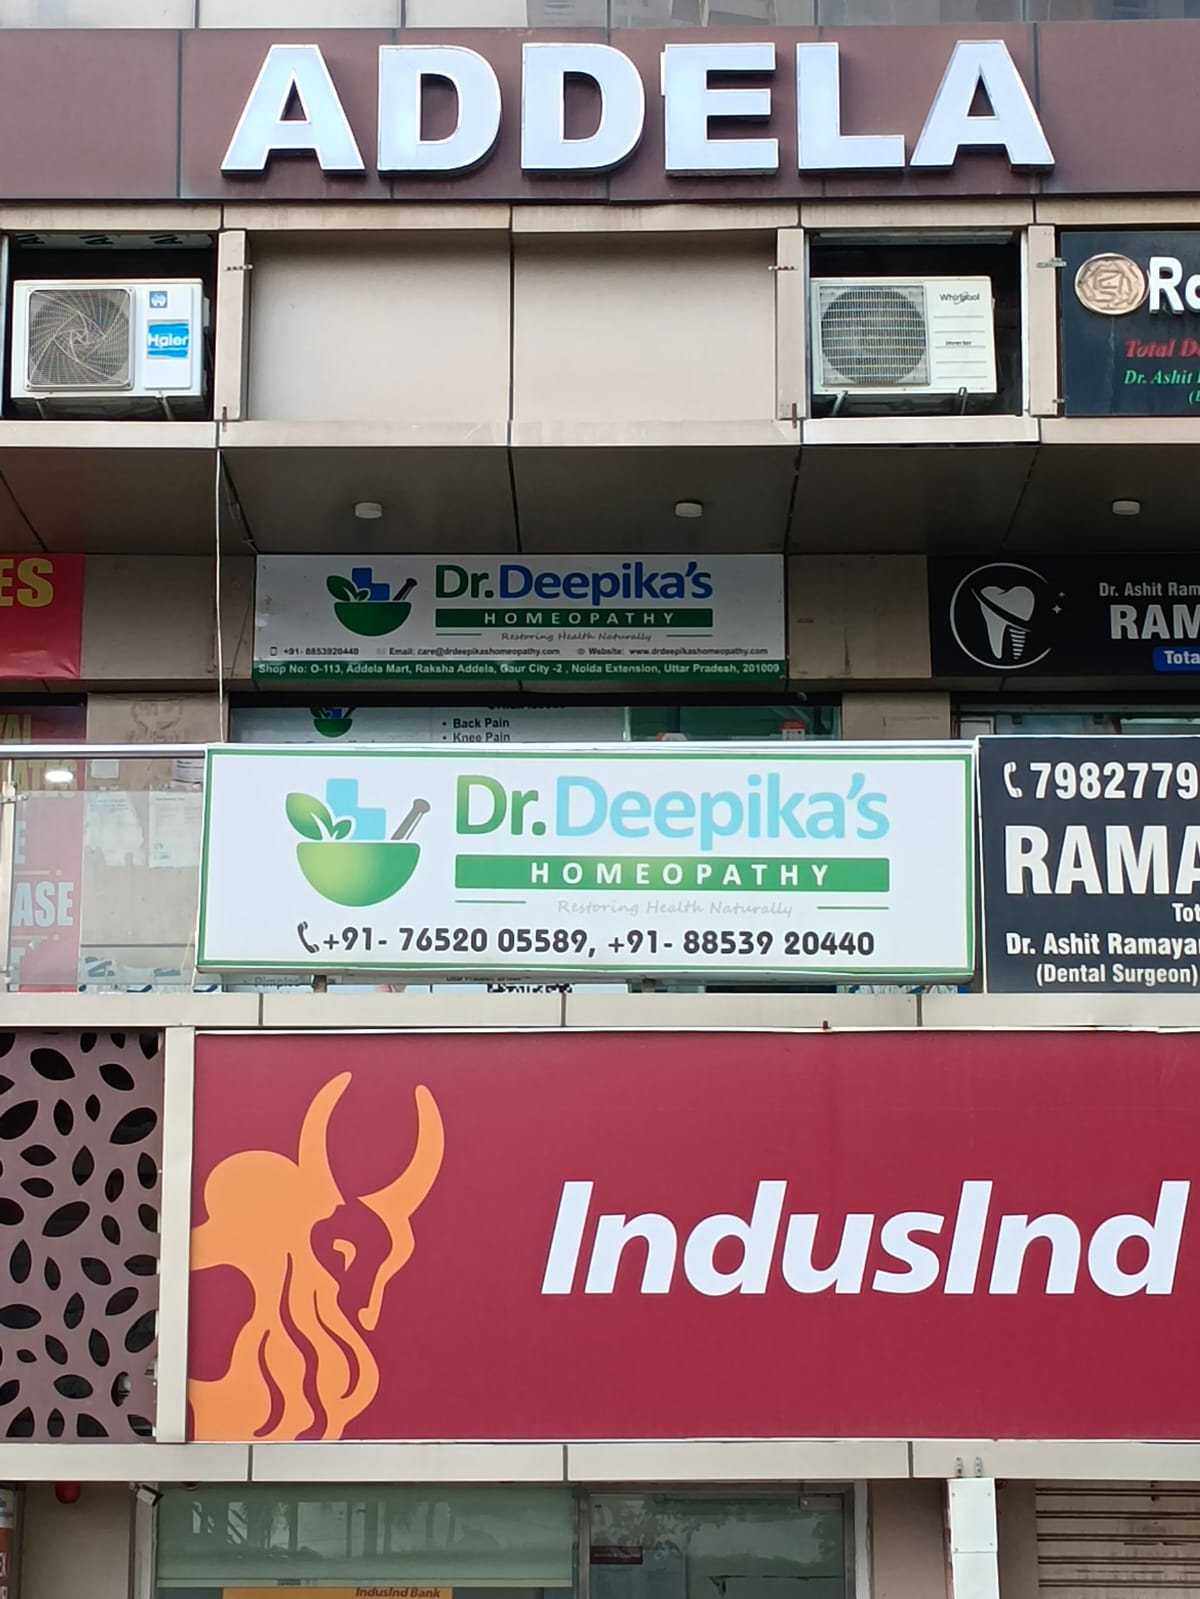 ADDELA
Haier
Whirlpool
Inverter
Total
Dr. Ashit
ES
Dr.Deepika's
HOMEOPATHY
Restoring Health Naturally
+91- 8853920440 Email: care@drdeepikashomeopathy.com Website: www.drdeepikashomeopathy.com
Shop No: O-113, Addela Mart, Raksha Addela, Gaur City -2 , Noida Extension, Uttar Pradesh, 201009
Dr. Ashit Ram
RAM
Tota
• Back Pain
• Knee Pain
Dr.Deepika's
HOMEOPATHY
Restoring Health Naturally
+91- 76520 05589, +91- 88539 20440
7982779
RAMA
Tot
Dr. Ashit Ramaya
(Dental Surgeon)
ASE
Pimples
IndusInd
IndusInd Bank